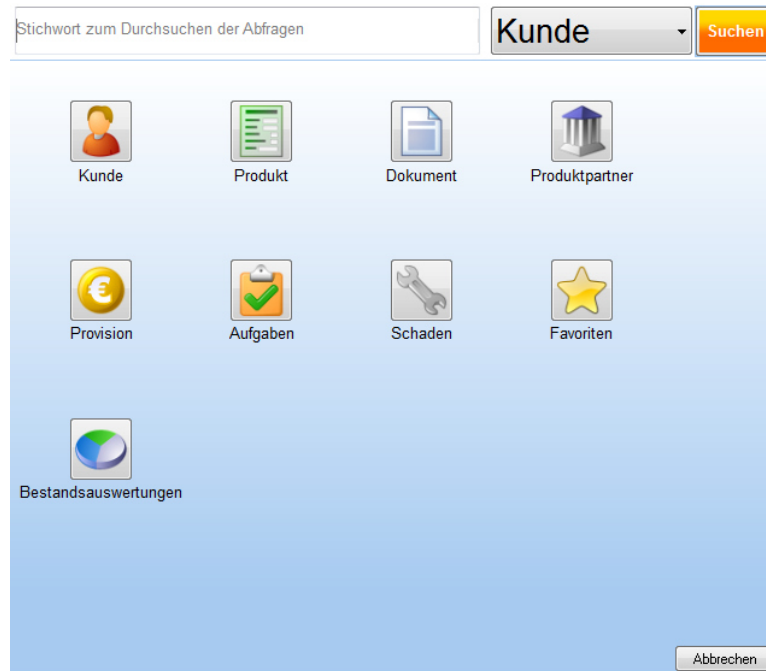 Stichwort zum Durchsuchen der Abfragen Kunde Suchen
Kunde Produkt Dokument Produktpartner
Provision Aufgaben Schaden Favoriten
Bestandsauswertungen
Abbrechen